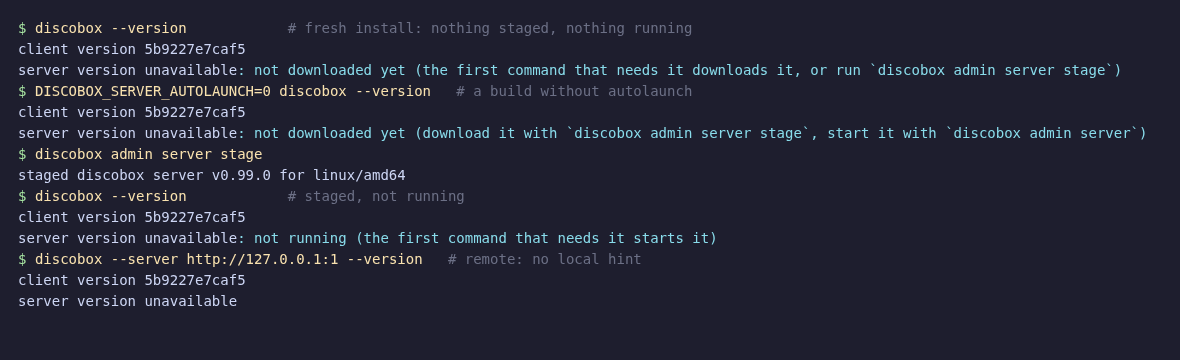 $ discobox --version            # fresh install: nothing staged, nothing running
client version 5b9227e7caf5
server version unavailable: not downloaded yet (the first command that needs it downloads it, or run `discobox admin server stage`)
$ DISCOBOX_SERVER_AUTOLAUNCH=0 discobox --version   # a build without autolaunch
client version 5b9227e7caf5
server version unavailable: not downloaded yet (download it with `discobox admin server stage`, start it with `discobox admin server`)
$ discobox admin server stage
staged discobox server v0.99.0 for linux/amd64
$ discobox --version            # staged, not running
client version 5b9227e7caf5
server version unavailable: not running (the first command that needs it starts it)
$ discobox --server http://127.0.0.1:1 --version   # remote: no local hint
client version 5b9227e7caf5
server version unavailable